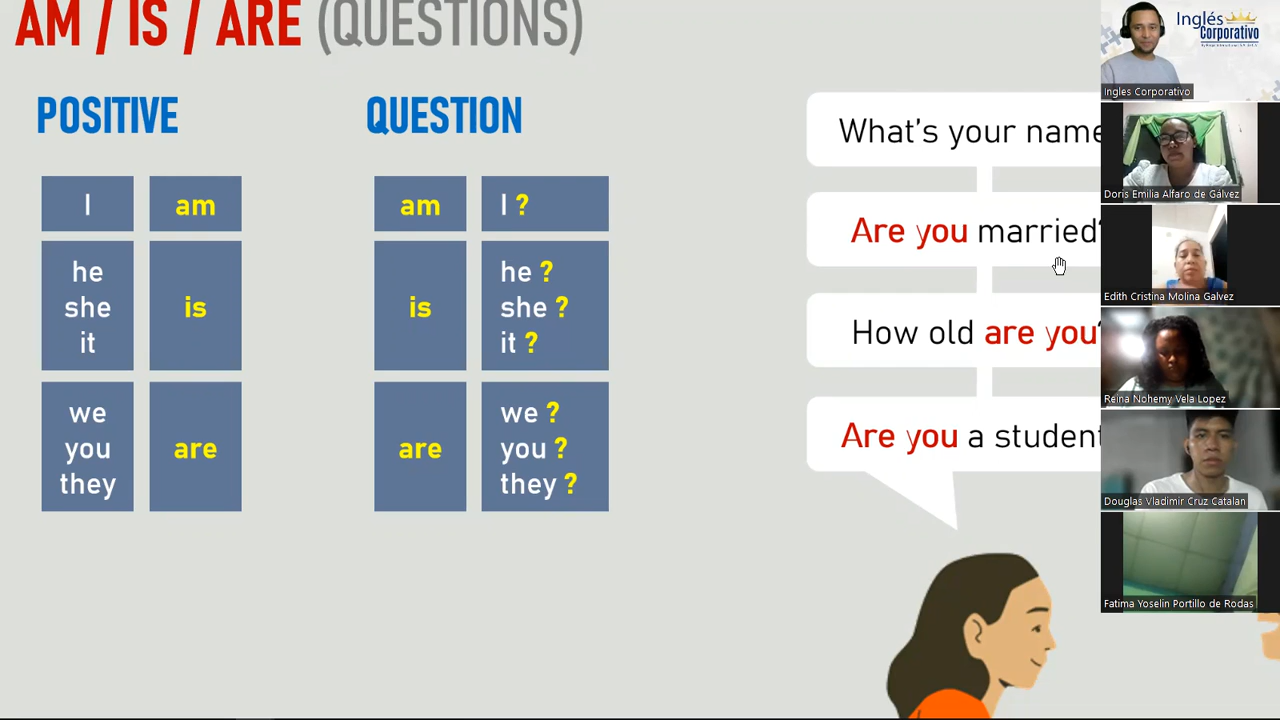 AM / IS / ARE (QUESTIONS)
POSITIVE
QUESTION
I
am
he
she
it
is
we
you
they
are
am
I ?
is
he ?
she ?
it ?
are
we ?
you ?
they ?
What's your name
Are you married?
How old are you?
Are you a student
Inglés
Corporativo
Ingles Corporativo
Doris Emilia Alfaro de Gálvez
Edith Cristina Molina Galvez
Reina Nohemy Vela Lopez
Douglas Vladimir Cruz Catalan
Fatima Yoselin Portillo de Rodas